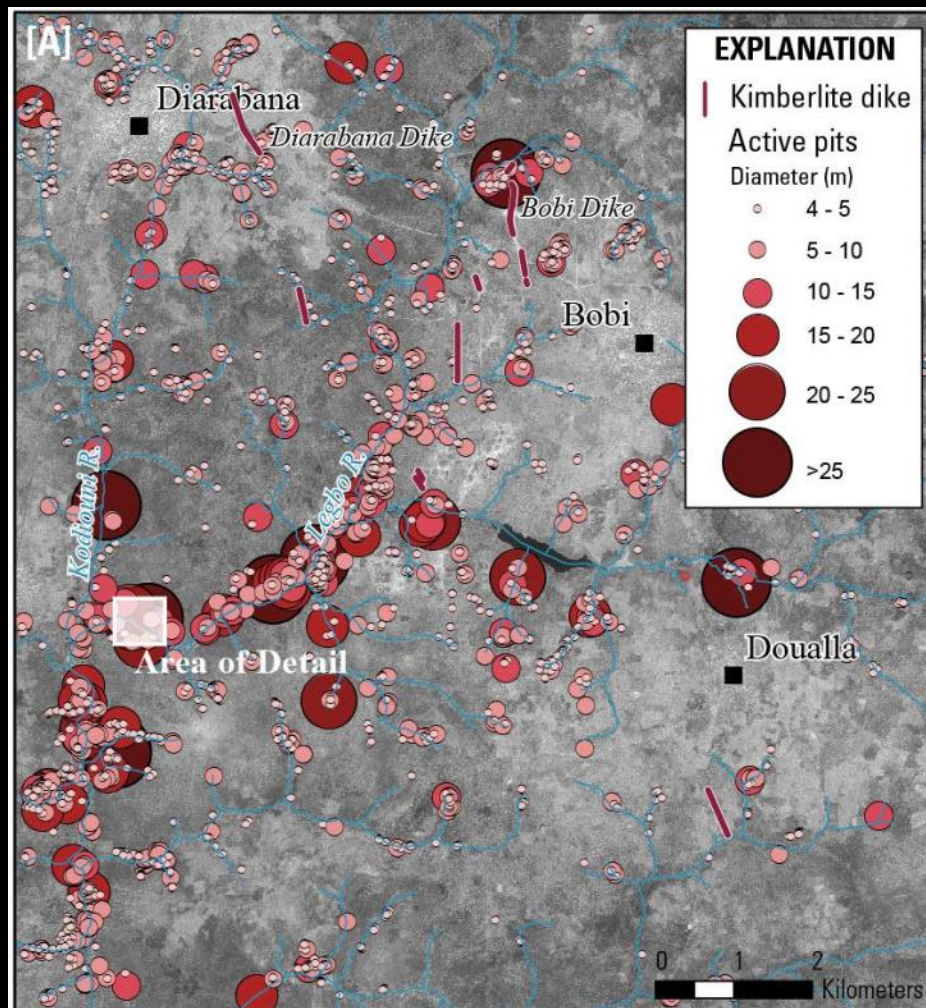 [A]
EXPLANATION
Kimberlite dike
Active pits
Diameter (m)
4 - 5
5 - 10
10 - 15
15 - 20
20 - 25
>25
Diarabana
Diarabana Dike
Bobi Dike
Bobi
Kodiouni R.
Legbo R.
Area of Detail
Doualla
0 1 2
Kilometers